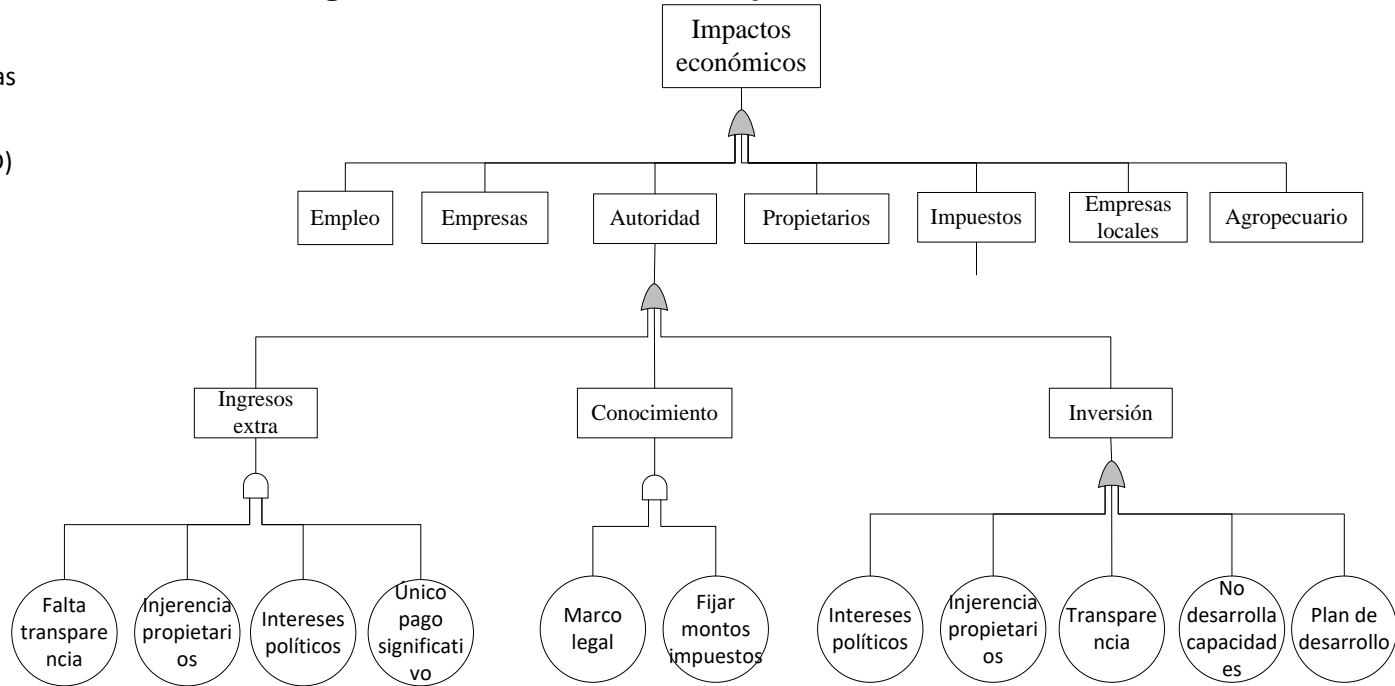 Impactos
económicos
as
)
Empleo
Empresas
Autoridad
Propietarios
Impuestos
Empresas
locales
Agropecuario
Ingresos
extra
Conocimiento
Inversión
Falta
transpare
ncia
Injerencia
propietari
os
Intereses
políticos
Único
pago
significati
vo
Marco
legal
Fijar
montos
impuestos
Intereses
políticos
Injerencia
propietari
os
Transpare
ncia
No
desarrolla
capacidad
es
Plan de
desarrollo